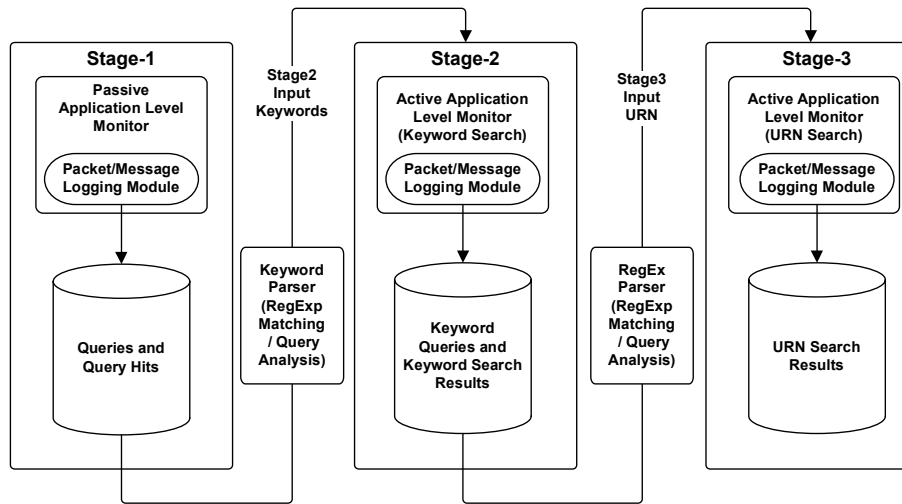 Stage-1
Passive
Application Level
Monitor
Packet/Message
Logging Module
Queries and
Query Hits
Stage2
Input
Keywords
Keyword
Parser
(RegExp
Matching
/ Query
Analysis)
Stage-2
Active Application
Level Monitor
(Keyword Search)
Packet/Message
Logging Module
Keyword
Queries and
Keyword Search
Results
Stage3
Input
URN
RegEx
Parser
(RegExp
Matching
/ Query
Analysis)
Stage-3
Active Application
Level Monitor
(URN Search)
Packet/Message
Logging Module
URN Search
Results